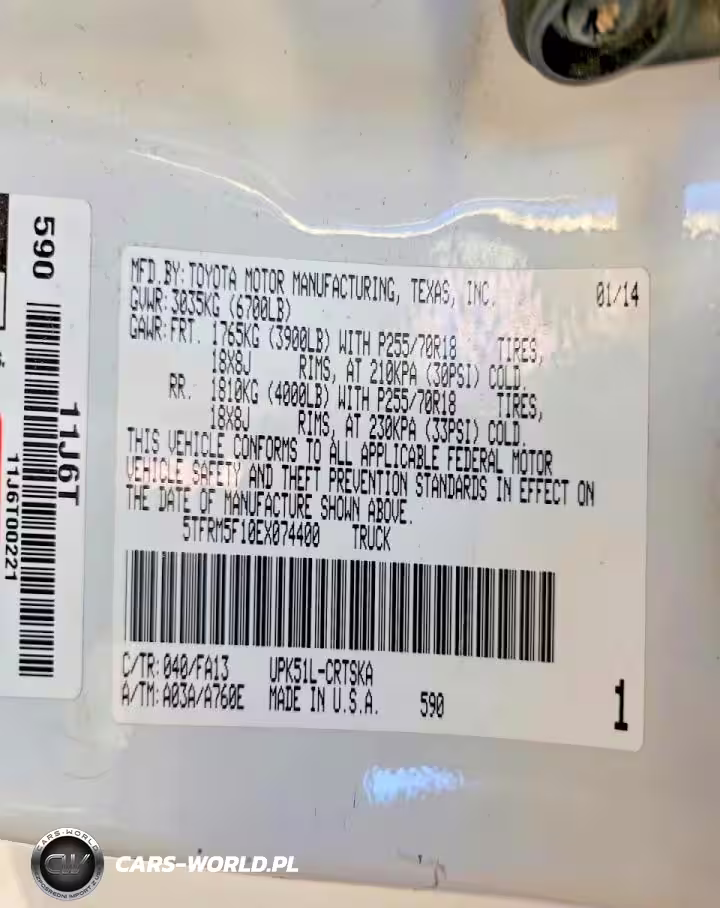 590
11J6T
11J6T00221
MFD.BY:TOYOTA MOTOR MANUFACTURING, TEXAS, INC. 01/14
GVWR:3035KG (6700LB)
GAWR:FRT. 1765KG (3900LB) WITH P255/70R18 TIRES,
18X8J RIMS, AT 210KPA (30PSI) COLD.
RR. 1810KG (4000LB) WITH P255/70R18 TIRES,
18X8J RIMS, AT 230KPA (33PSI) COLD.
THIS VEHICLE CONFORMS TO ALL APPLICABLE FEDERAL MOTOR
VEHICLE SAFETY AND THEFT PREVENTION STANDARDS IN EFFECT ON
THE DATE OF MANUFACTURE SHOWN ABOVE.
5TFRM5F10EX074400 TRUCK
C/TR:040/FA13 UPK51L-CRTSKA
A/TM:A03A/A760E MADE IN U.S.A. 590
1
CARS-WORLD
CW
CARS-WORLD.PL